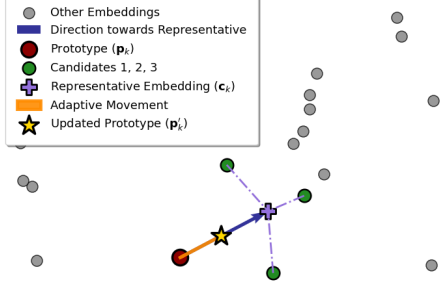 Other Embeddings
Direction towards Representative
Prototype (pₖ)
Candidates 1, 2, 3
Representative Embedding (cₖ)
Adaptive Movement
Updated Prototype (p′ₖ)